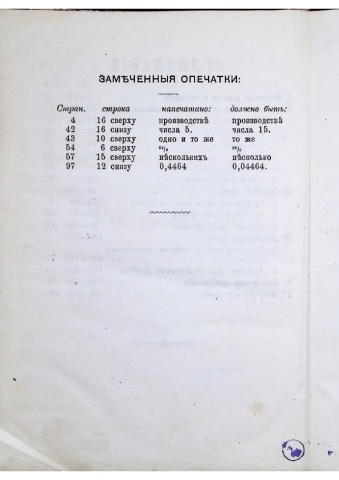 ЗАМѢЧЕННЫЯ ОПЕЧАТКИ:
Стран. строка напечатано: должно быть:
4 16 сверху производствѣ производствѣ
42 16 снизу числа 5. числа 15.
43 10 сверху одно и то же то же
54 6 сверху
57 15 сверху нѣсколькихъ нѣсколько
97 12 снизу 0,4464 0,04464.